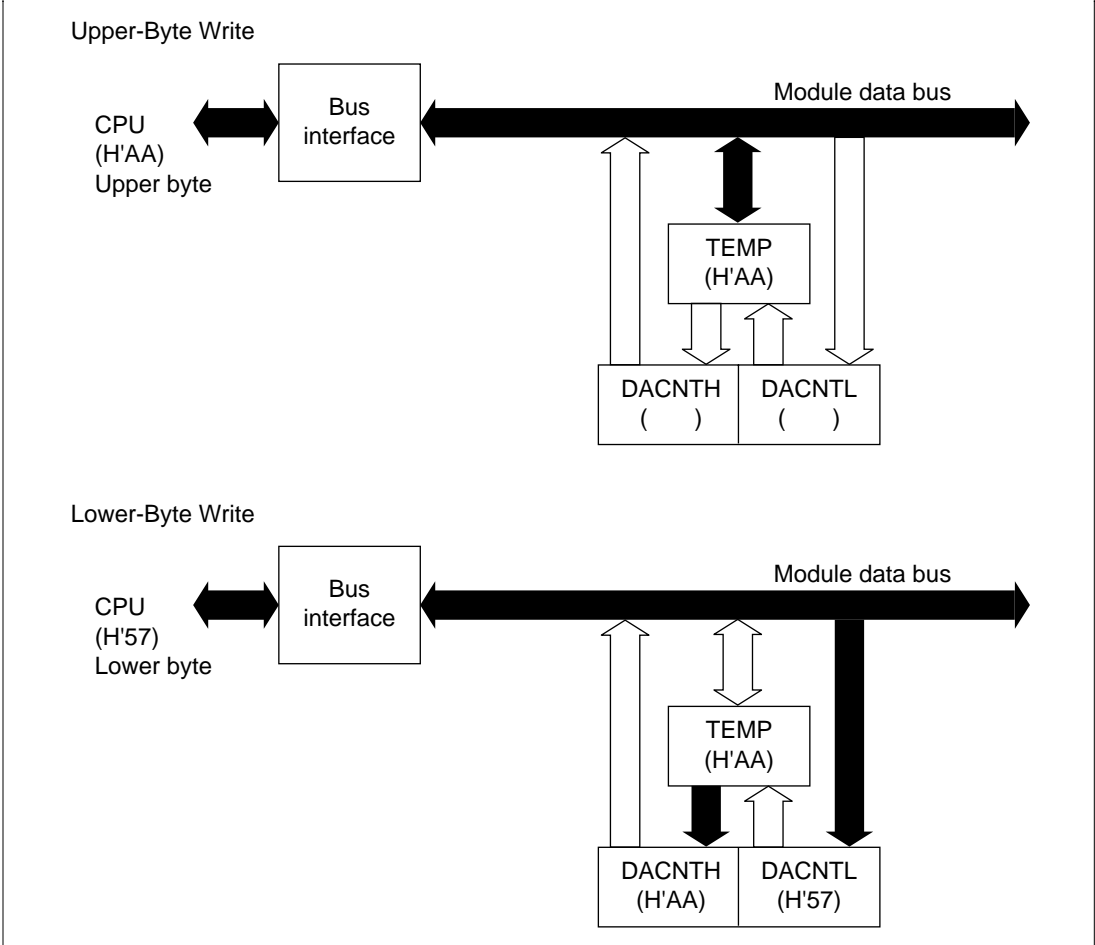 Upper-Byte Write
CPU
(H'AA)
Upper byte
Bus
interface
Module data bus
TEMP
(H'AA)
DACNTH
(      )
DACNTL
(      )
Lower-Byte Write
CPU
(H'57)
Lower byte
Bus
interface
Module data bus
TEMP
(H'AA)
DACNTH
(H'AA)
DACNTL
(H'57)